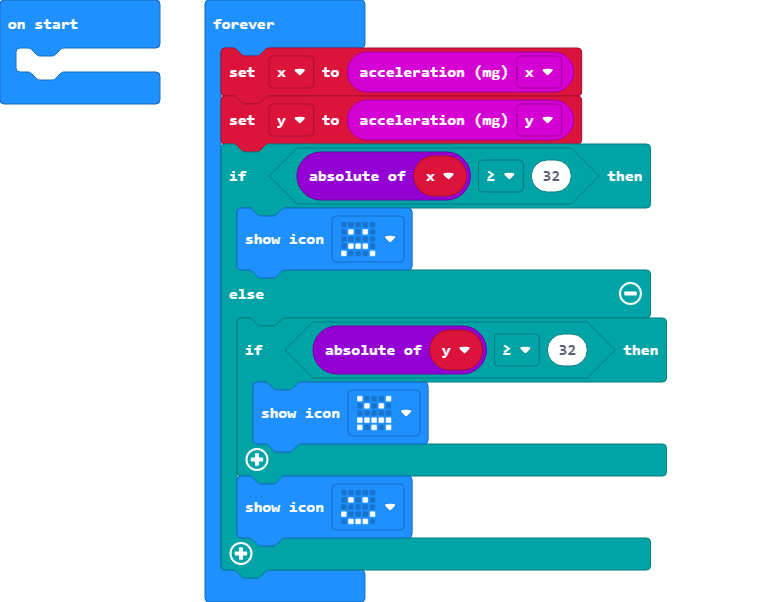 on start
forever
set x to acceleration (mg) x
set y to acceleration (mg) y
if absolute of x ≥ 32 then
show icon
else
if absolute of y ≥ 32 then
show icon
show icon